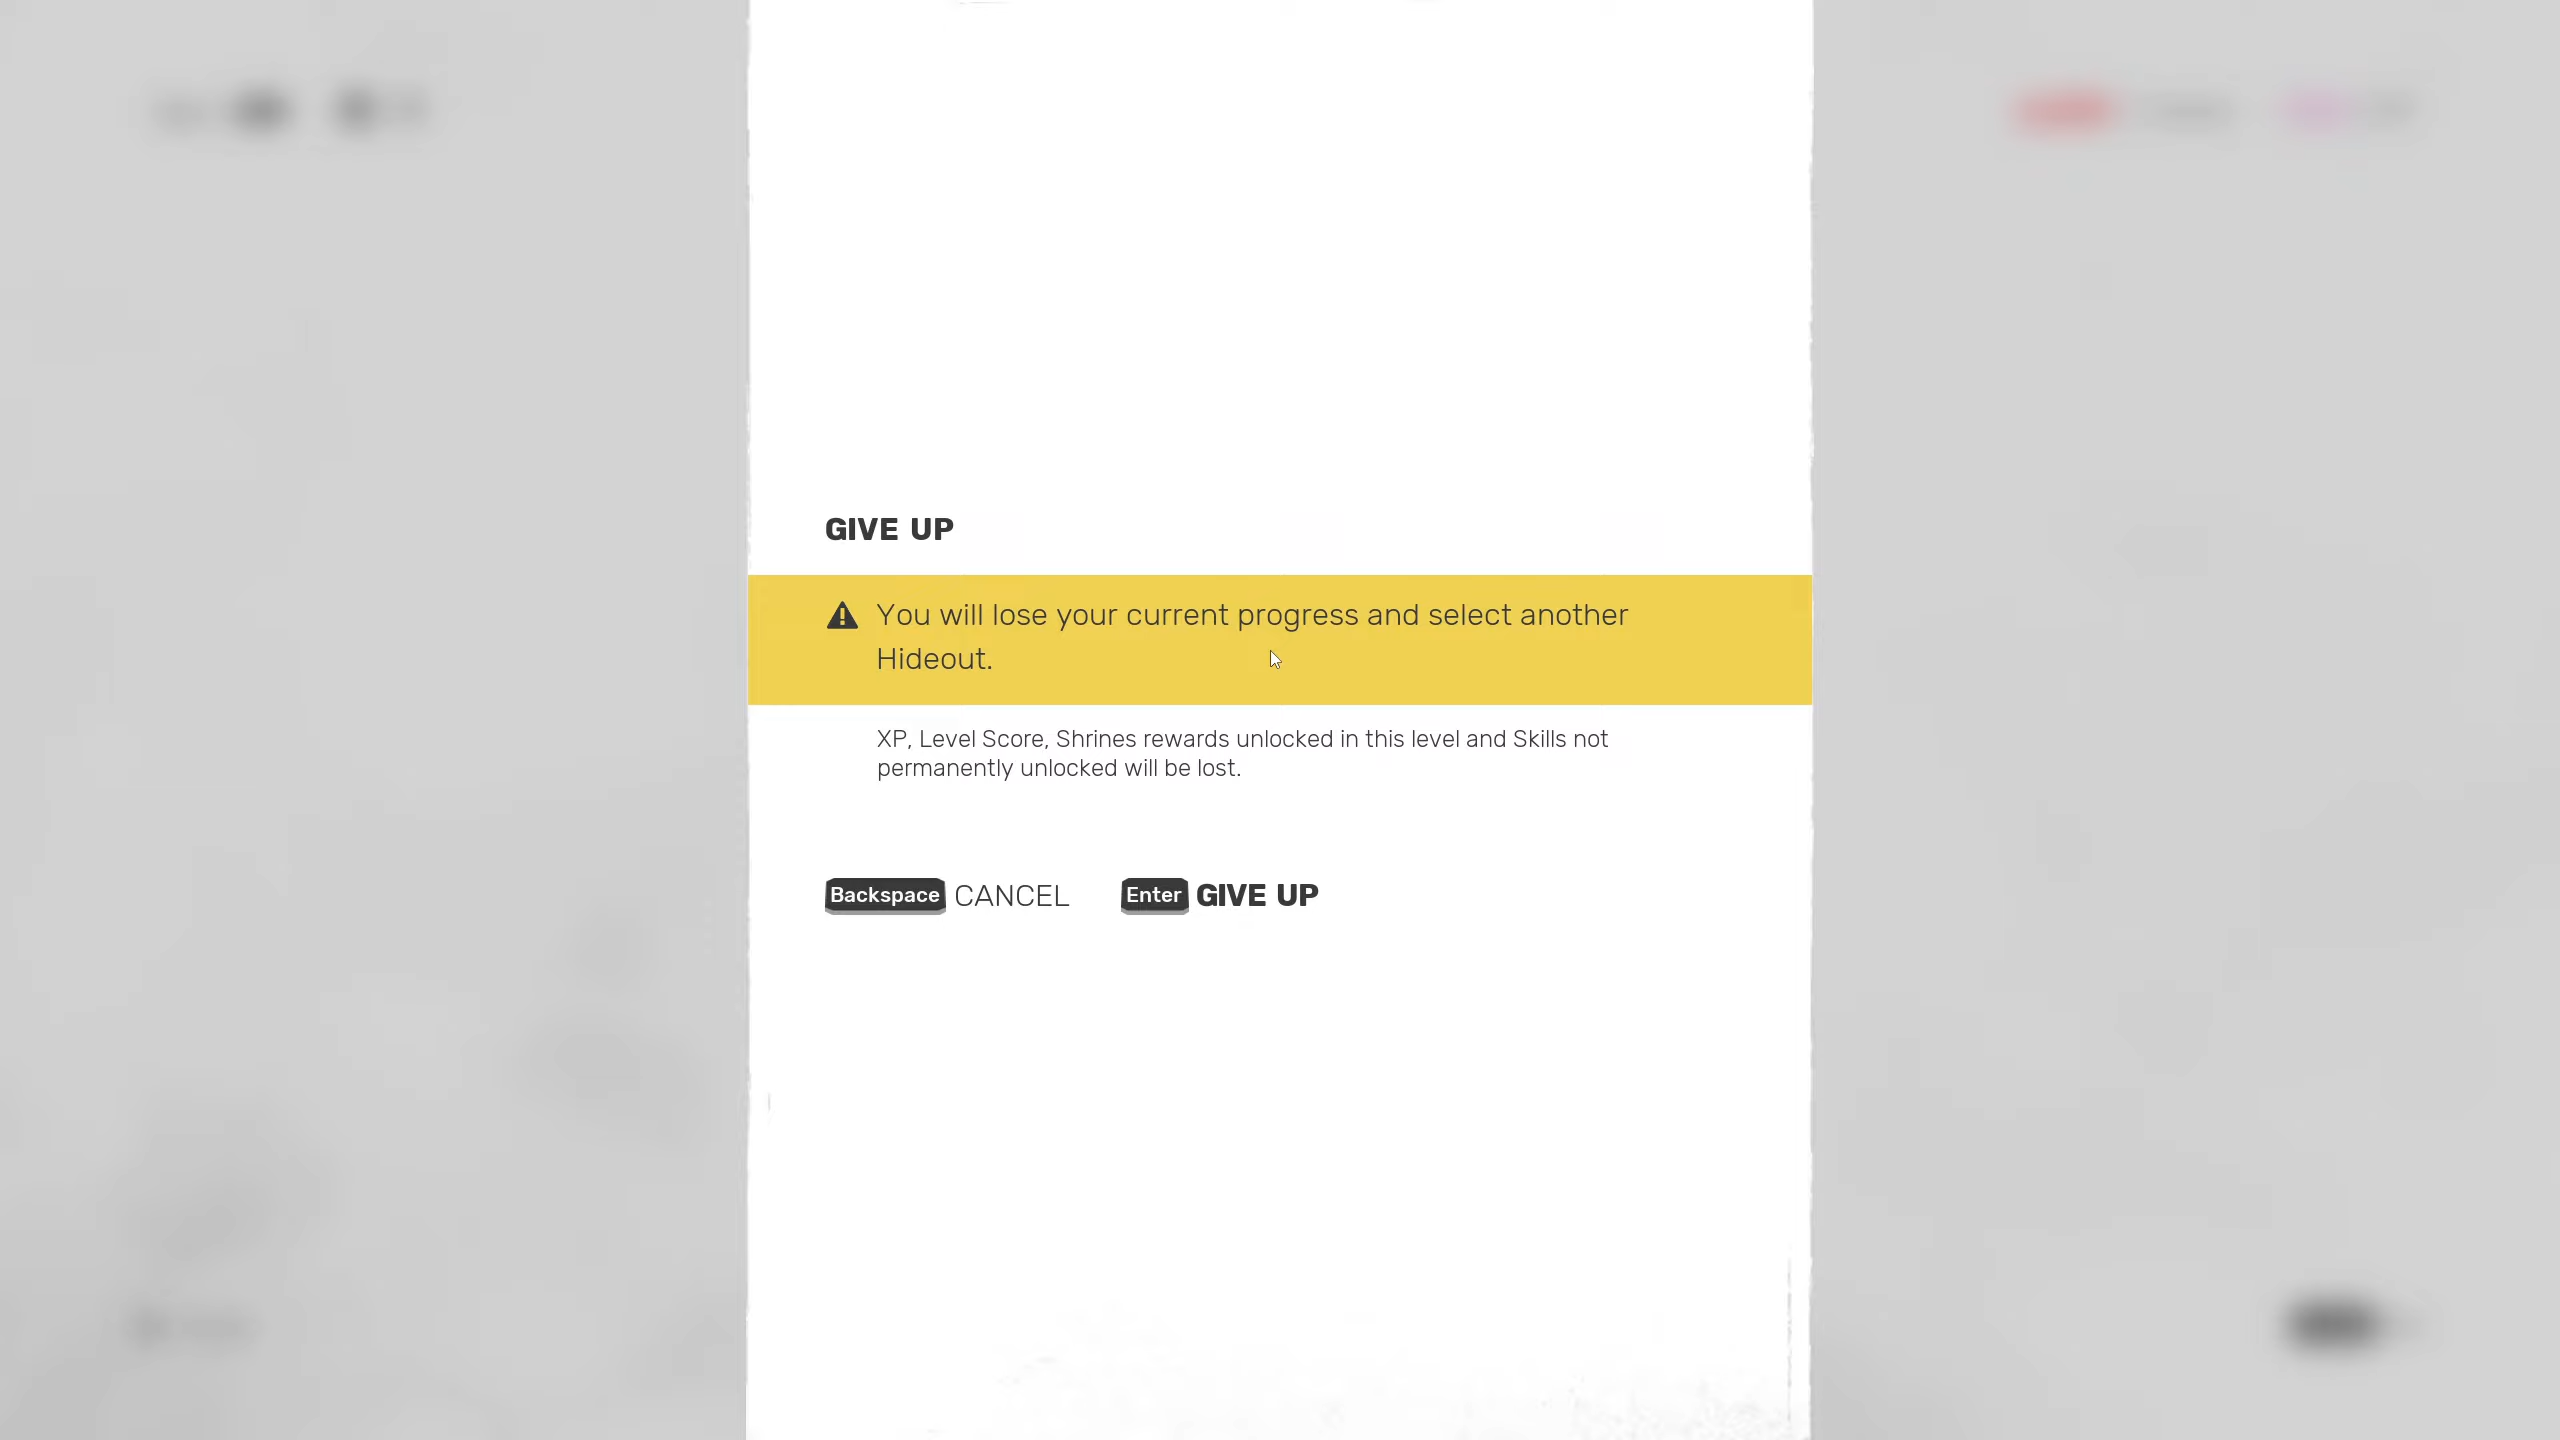 GIVE UP
You will lose your current progress and select another
Hideout.
XP, Level Score, Shrines rewards unlocked in this level and Skills not
permanently unlocked will be lost.
Backspace CANCEL Enter GIVE UP